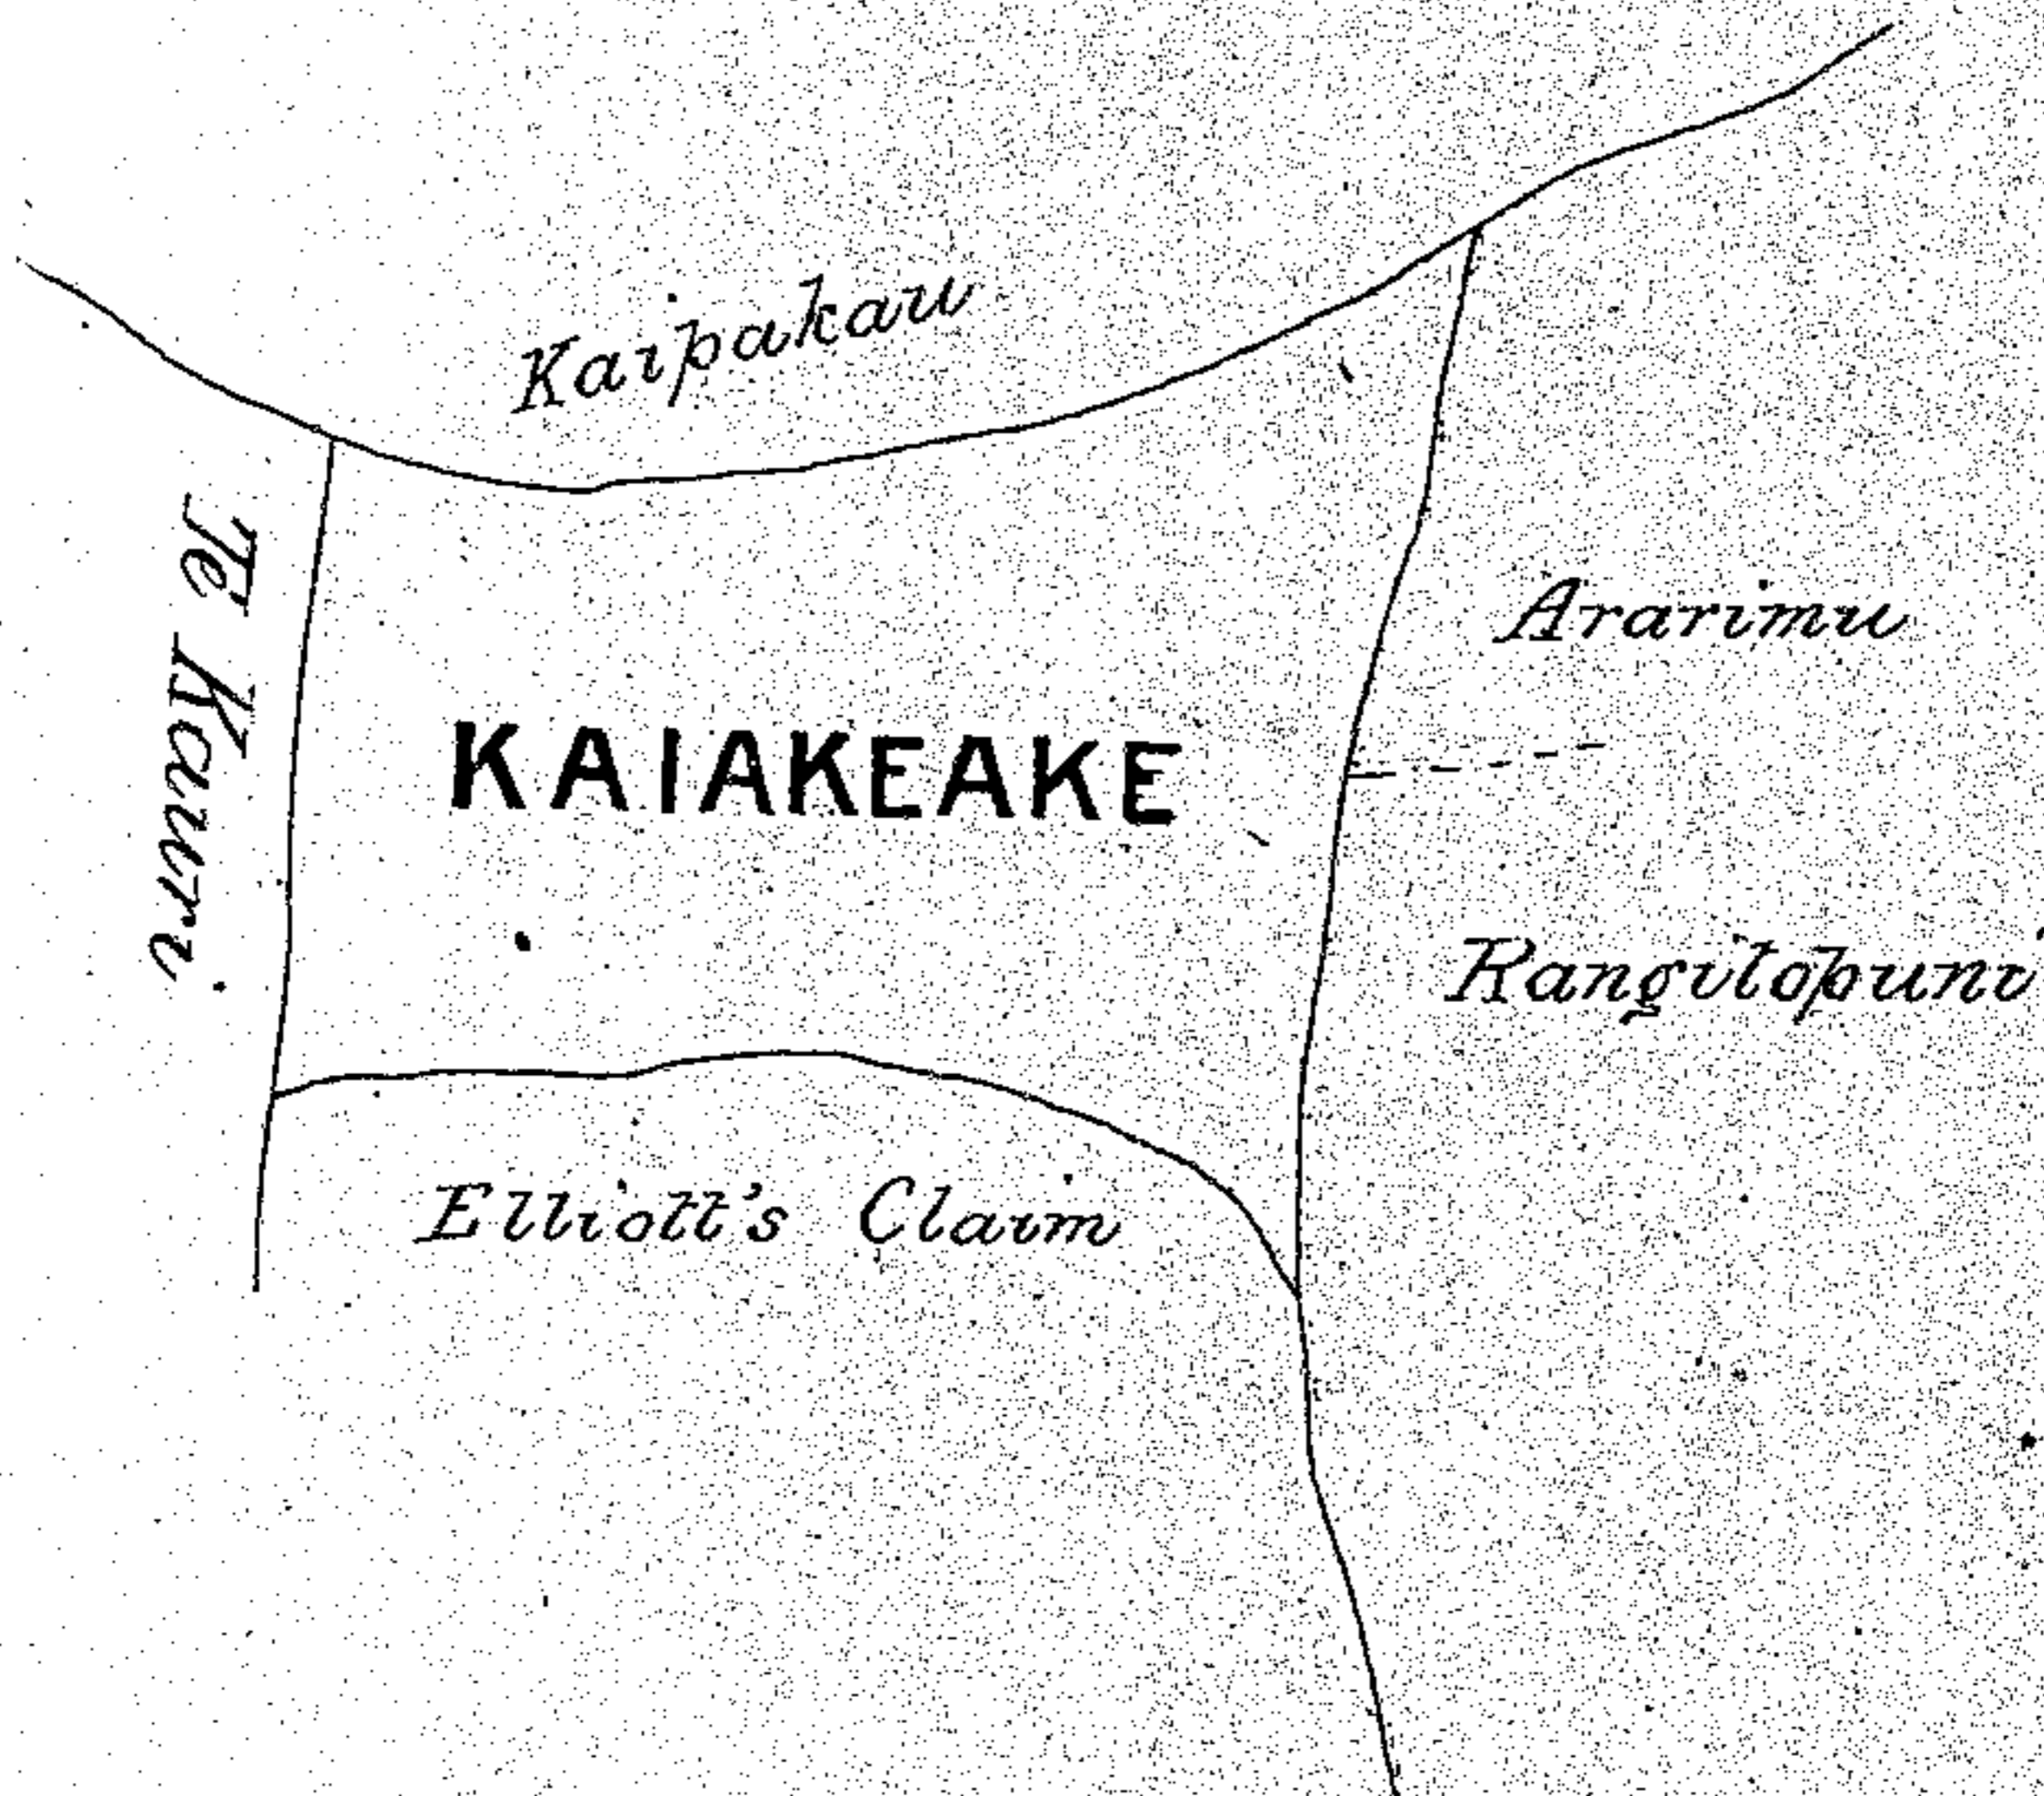 Kaipakau
Te Kauri
Ararimu
KAIAKEAKE
Rangitopuni
Elliott's Claim